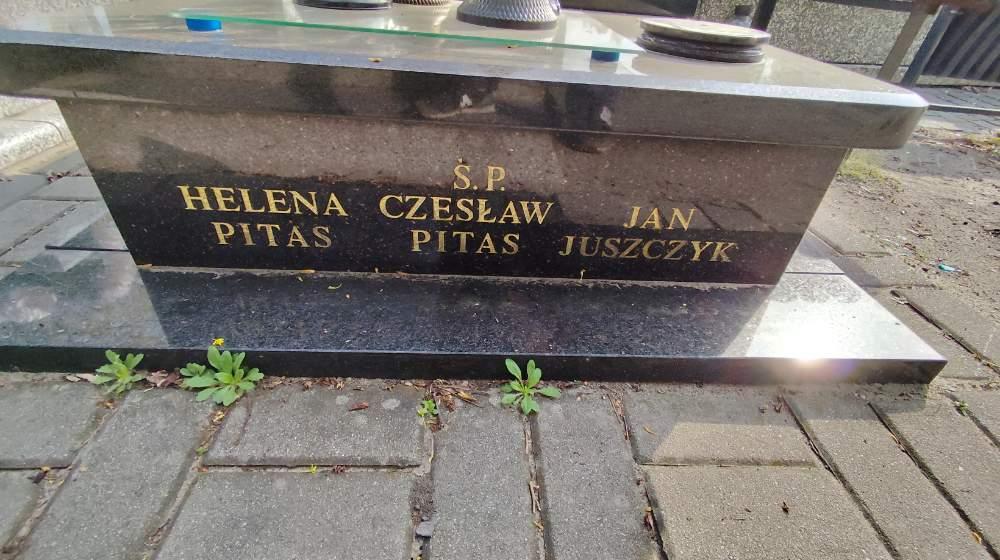 Ś.P.
HELENA
PITAS
CZESŁAW
PITAS
JAN
JUSZCZYK